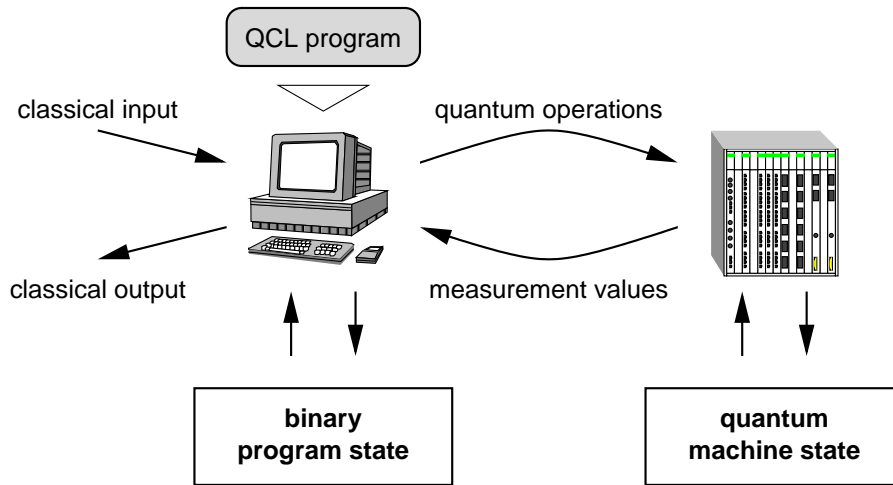 QCL program
classical input
quantum operations
classical output
measurement values
binary
program state
quantum
machine state